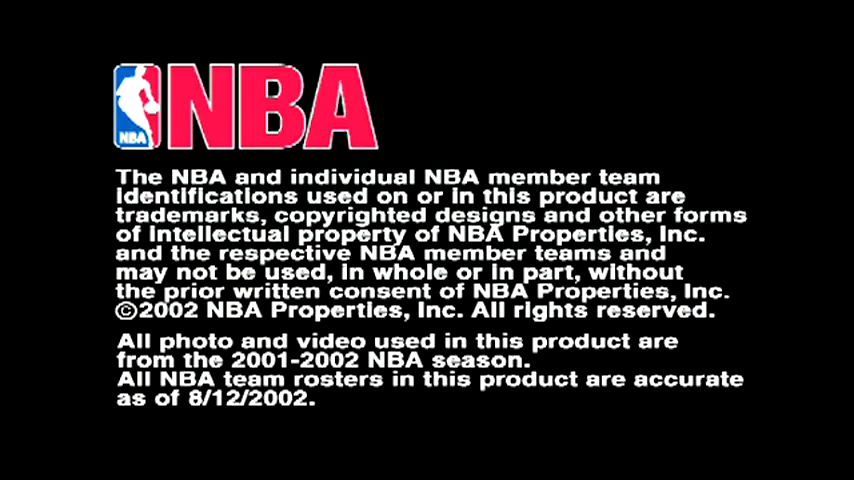 NBA
NBA
The NBA and individual NBA member team
identifications used on or in this product are
trademarks, copyrighted designs and other forms
of intellectual property of NBA Properties, Inc.
and the respective NBA member teams and
may not be used, in whole or in part, without
the prior written consent of NBA Properties, Inc.
©2002 NBA Properties, Inc. All rights reserved.
All photo and video used in this product are
from the 2001-2002 NBA season.
All NBA team rosters in this product are accurate
as of 8/12/2002.